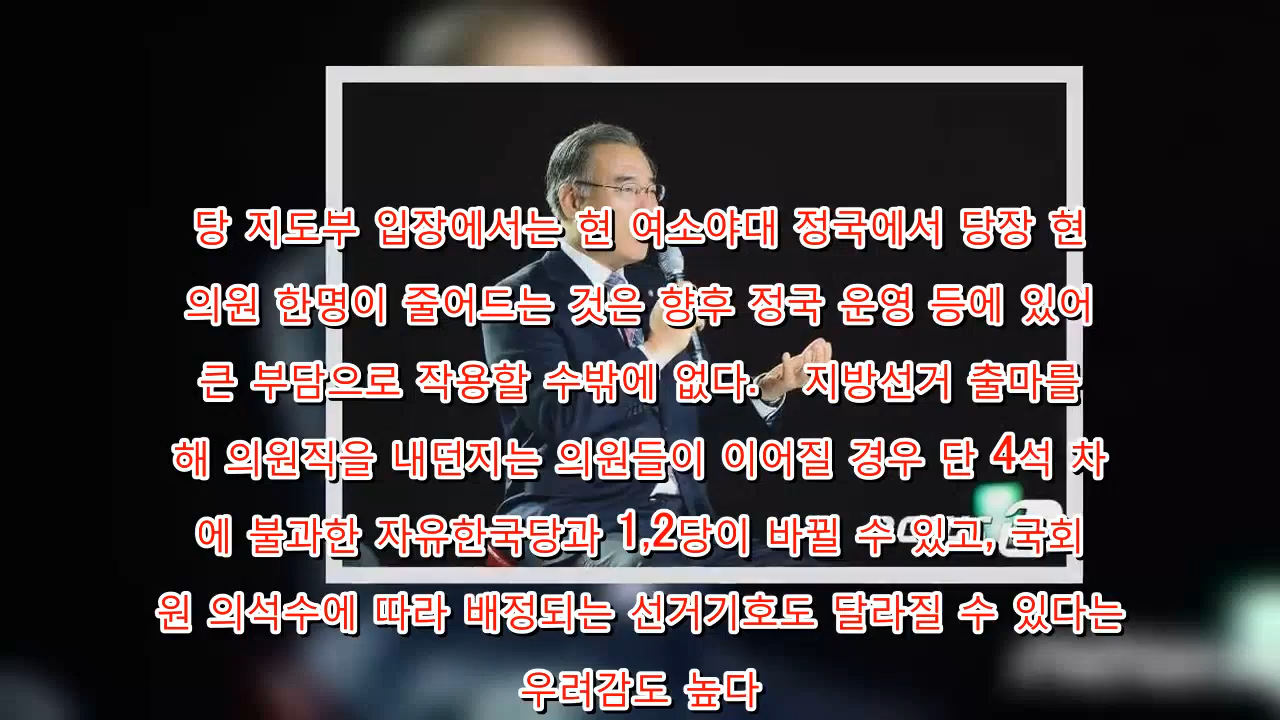 당 지도부 입장에서는 현 여소야대 정국에서 당장 현
의원 한명이 줄어드는 것은 향후 정국 운영 등에 있어
큰 부담으로 작용할 수밖에 없다. 지방선거 출마를
해 의원직을 내던지는 의원들이 이어질 경우 단 4석 차
에 불과한 자유한국당과 1,2당이 바뀔 수 있고, 국회
원 의석수에 따라 배정되는 선거기호도 달라질 수 있다는
우려감도 높다